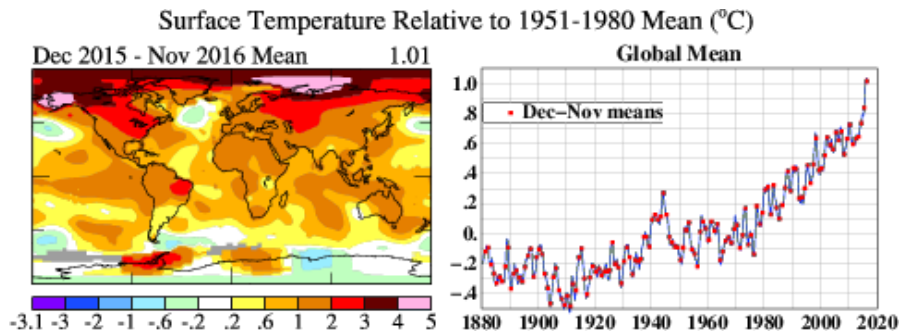 Surface Temperature Relative to 1951-1980 Mean (°C)
Dec 2015 - Nov 2016 Mean 1.01
Global Mean
1.0
.8
Dec-Nov means
.6
.4
.2
0.
-.2
-.4
-3.1 -3 -2 -1 -.6 -.2 .2 .6 1 2 3 4 5
1880 1900 1920 1940 1960 1980 2000 2020